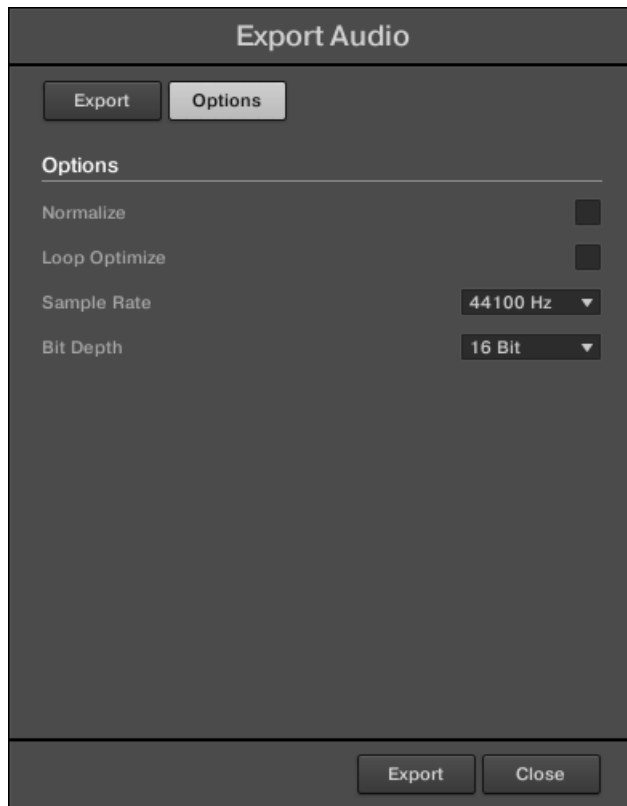 Export Audio
Export Options
Options
Normalize
Loop Optimize
Sample Rate 44100 Hz
Bit Depth 16 Bit
Export Close